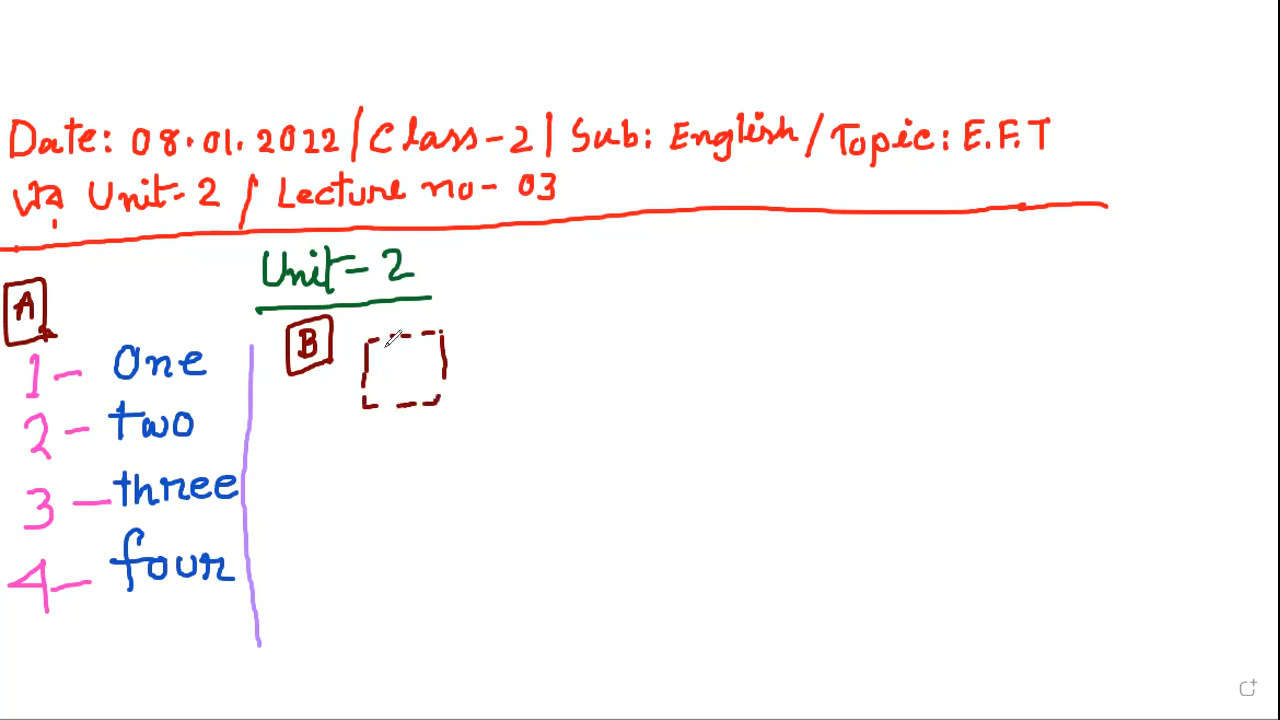 Date: 08.01.2022 / Class-2 / Sub: English / Topic: E.F.T
Unit-2 / Lecture no-03
Unit-2
A
1 - One
2 - two
3 - three
4 - four
B